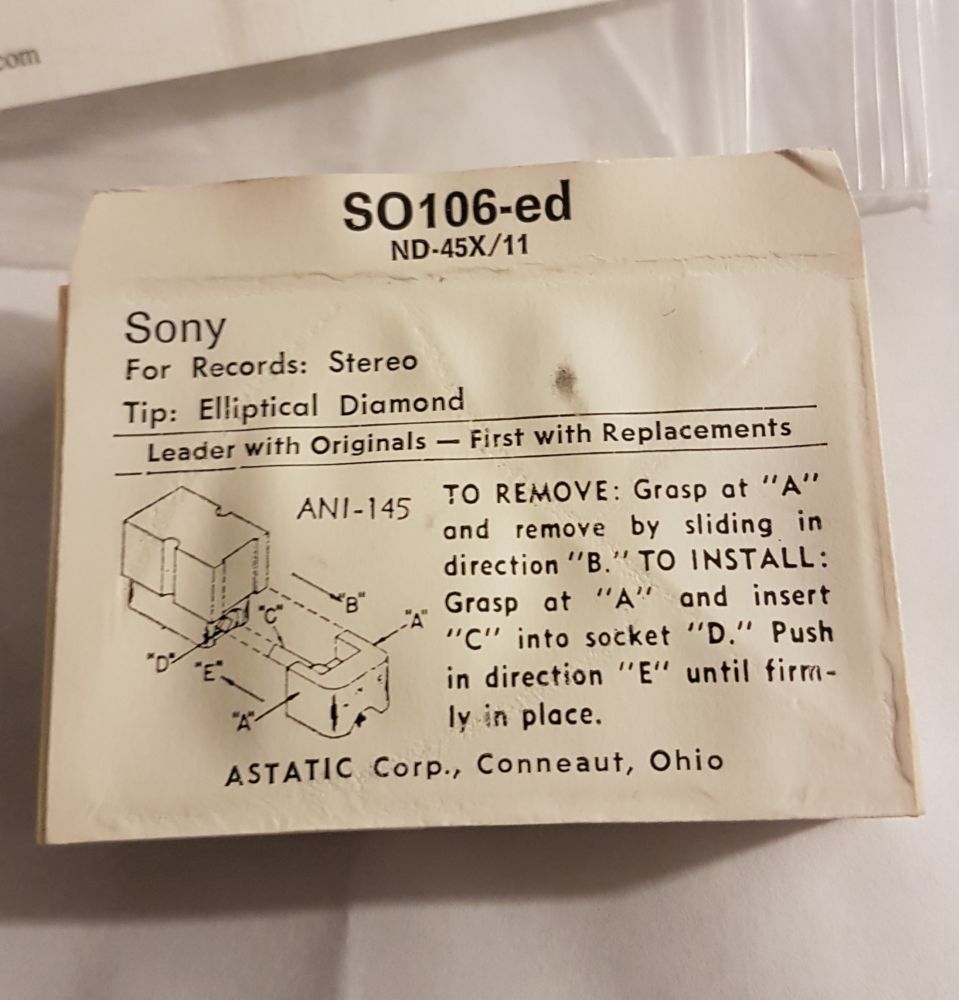 com
SO106-ed
ND-45X/11
Sony
For Records: Stereo
Tip: Elliptical Diamond
Leader with Originals — First with Replacements
ANI-145
"B"
"C"
"A"
"D"
"E"
"A"
TO REMOVE: Grasp at "A"
and remove by sliding in
direction "B." TO INSTALL:
Grasp at "A" and insert
"C" into socket "D." Push
in direction "E" until firm-
ly in place.
ASTATIC Corp., Conneaut, Ohio